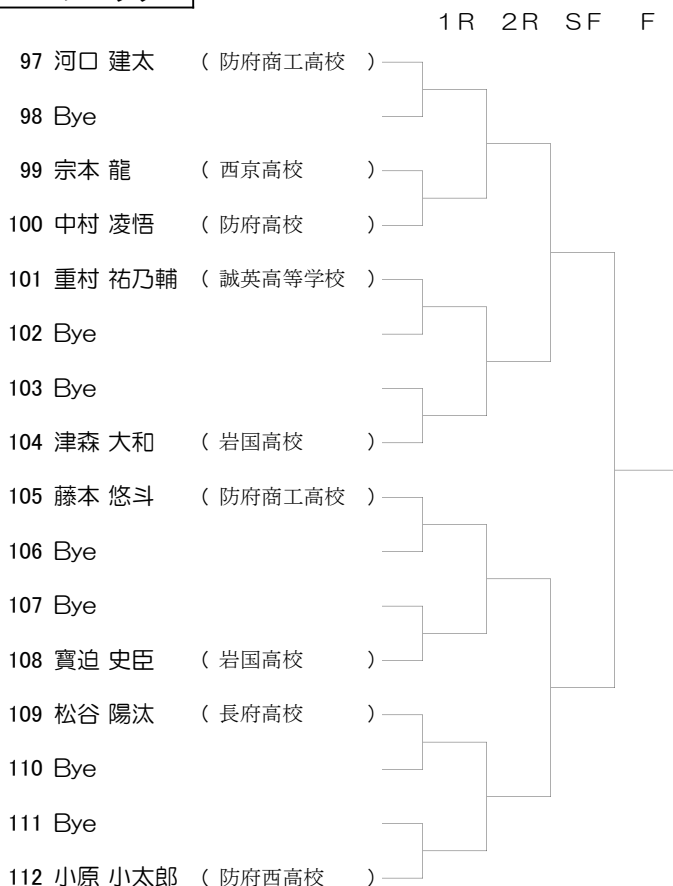 １Ｒ ２Ｒ ＳＦ Ｆ
97 河口 建太 （ 防府商工高校 ）
98 Bye
99 宗本 龍 （ 西京高校 ）
100 中村 凌悟 （ 防府高校 ）
101 重村 祐乃輔 （ 誠英高等学校 ）
102 Bye
103 Bye
104 津森 大和 （ 岩国高校 ）
105 藤本 悠斗 （ 防府商工高校 ）
106 Bye
107 Bye
108 寶迫 史臣 （ 岩国高校 ）
109 松谷 陽汰 （ 長府高校 ）
110 Bye
111 Bye
112 小原 小太郎 （ 防府西高校 ）